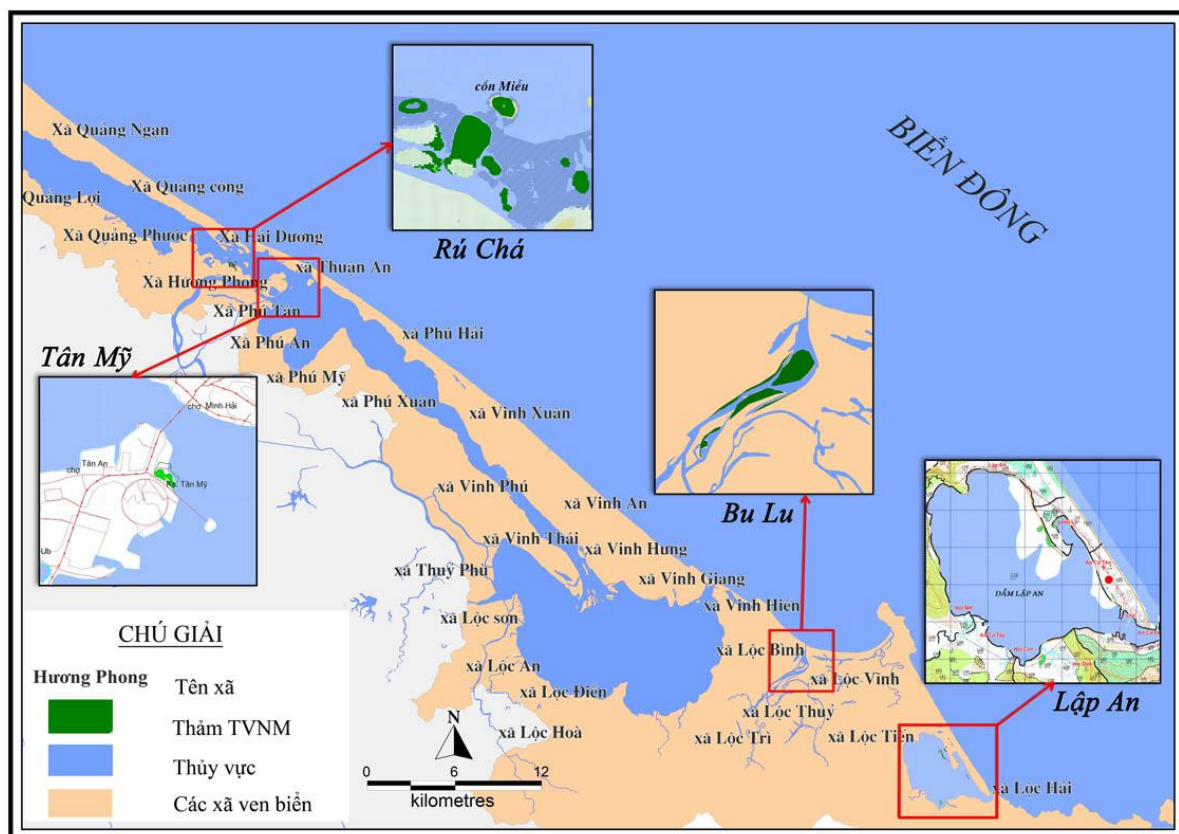 cồn Miễu
Rú Chá
BIỂN ĐÔNG
Xã Quảng Ngạn
Xã Quảng công
Quảng Lợi
Xã Quảng Phước
Xã Hải Dương
xã Thuận An
Xã Hương Phong
Xã Phú Tân
Xã Phú An
xã Phú Hải
xã Phú Mỹ
xã Phú Xuan
xã Vinh Xuân
Tân Mỹ
chợ Minh Hải
chợ Tân An
Tân Mỹ
Ub
Bu Lu
xã Vinh Phú
xã Vinh An
xã Vinh Thái
xã Vinh Hưng
xã Thuỷ Phù
xã Vinh Giang
xã Vinh Hiền
xã Lộc sơn
xã Lộc Bình
xã Lộc An
xã Lộc Vĩnh
xã Lộc Điền
xã Lộc Thuỷ
xã Lộc Hoà
xã Lộc Trì
xã Lộc Tiến
xã Lộc Hải
Lập An
ĐẦM LẬP AN
Lập An
CHÚ GIẢI
Hương Phong Tên xã
Thảm TVNM
Thủy vực
Các xã ven biển
N
0 6 12
kilometres